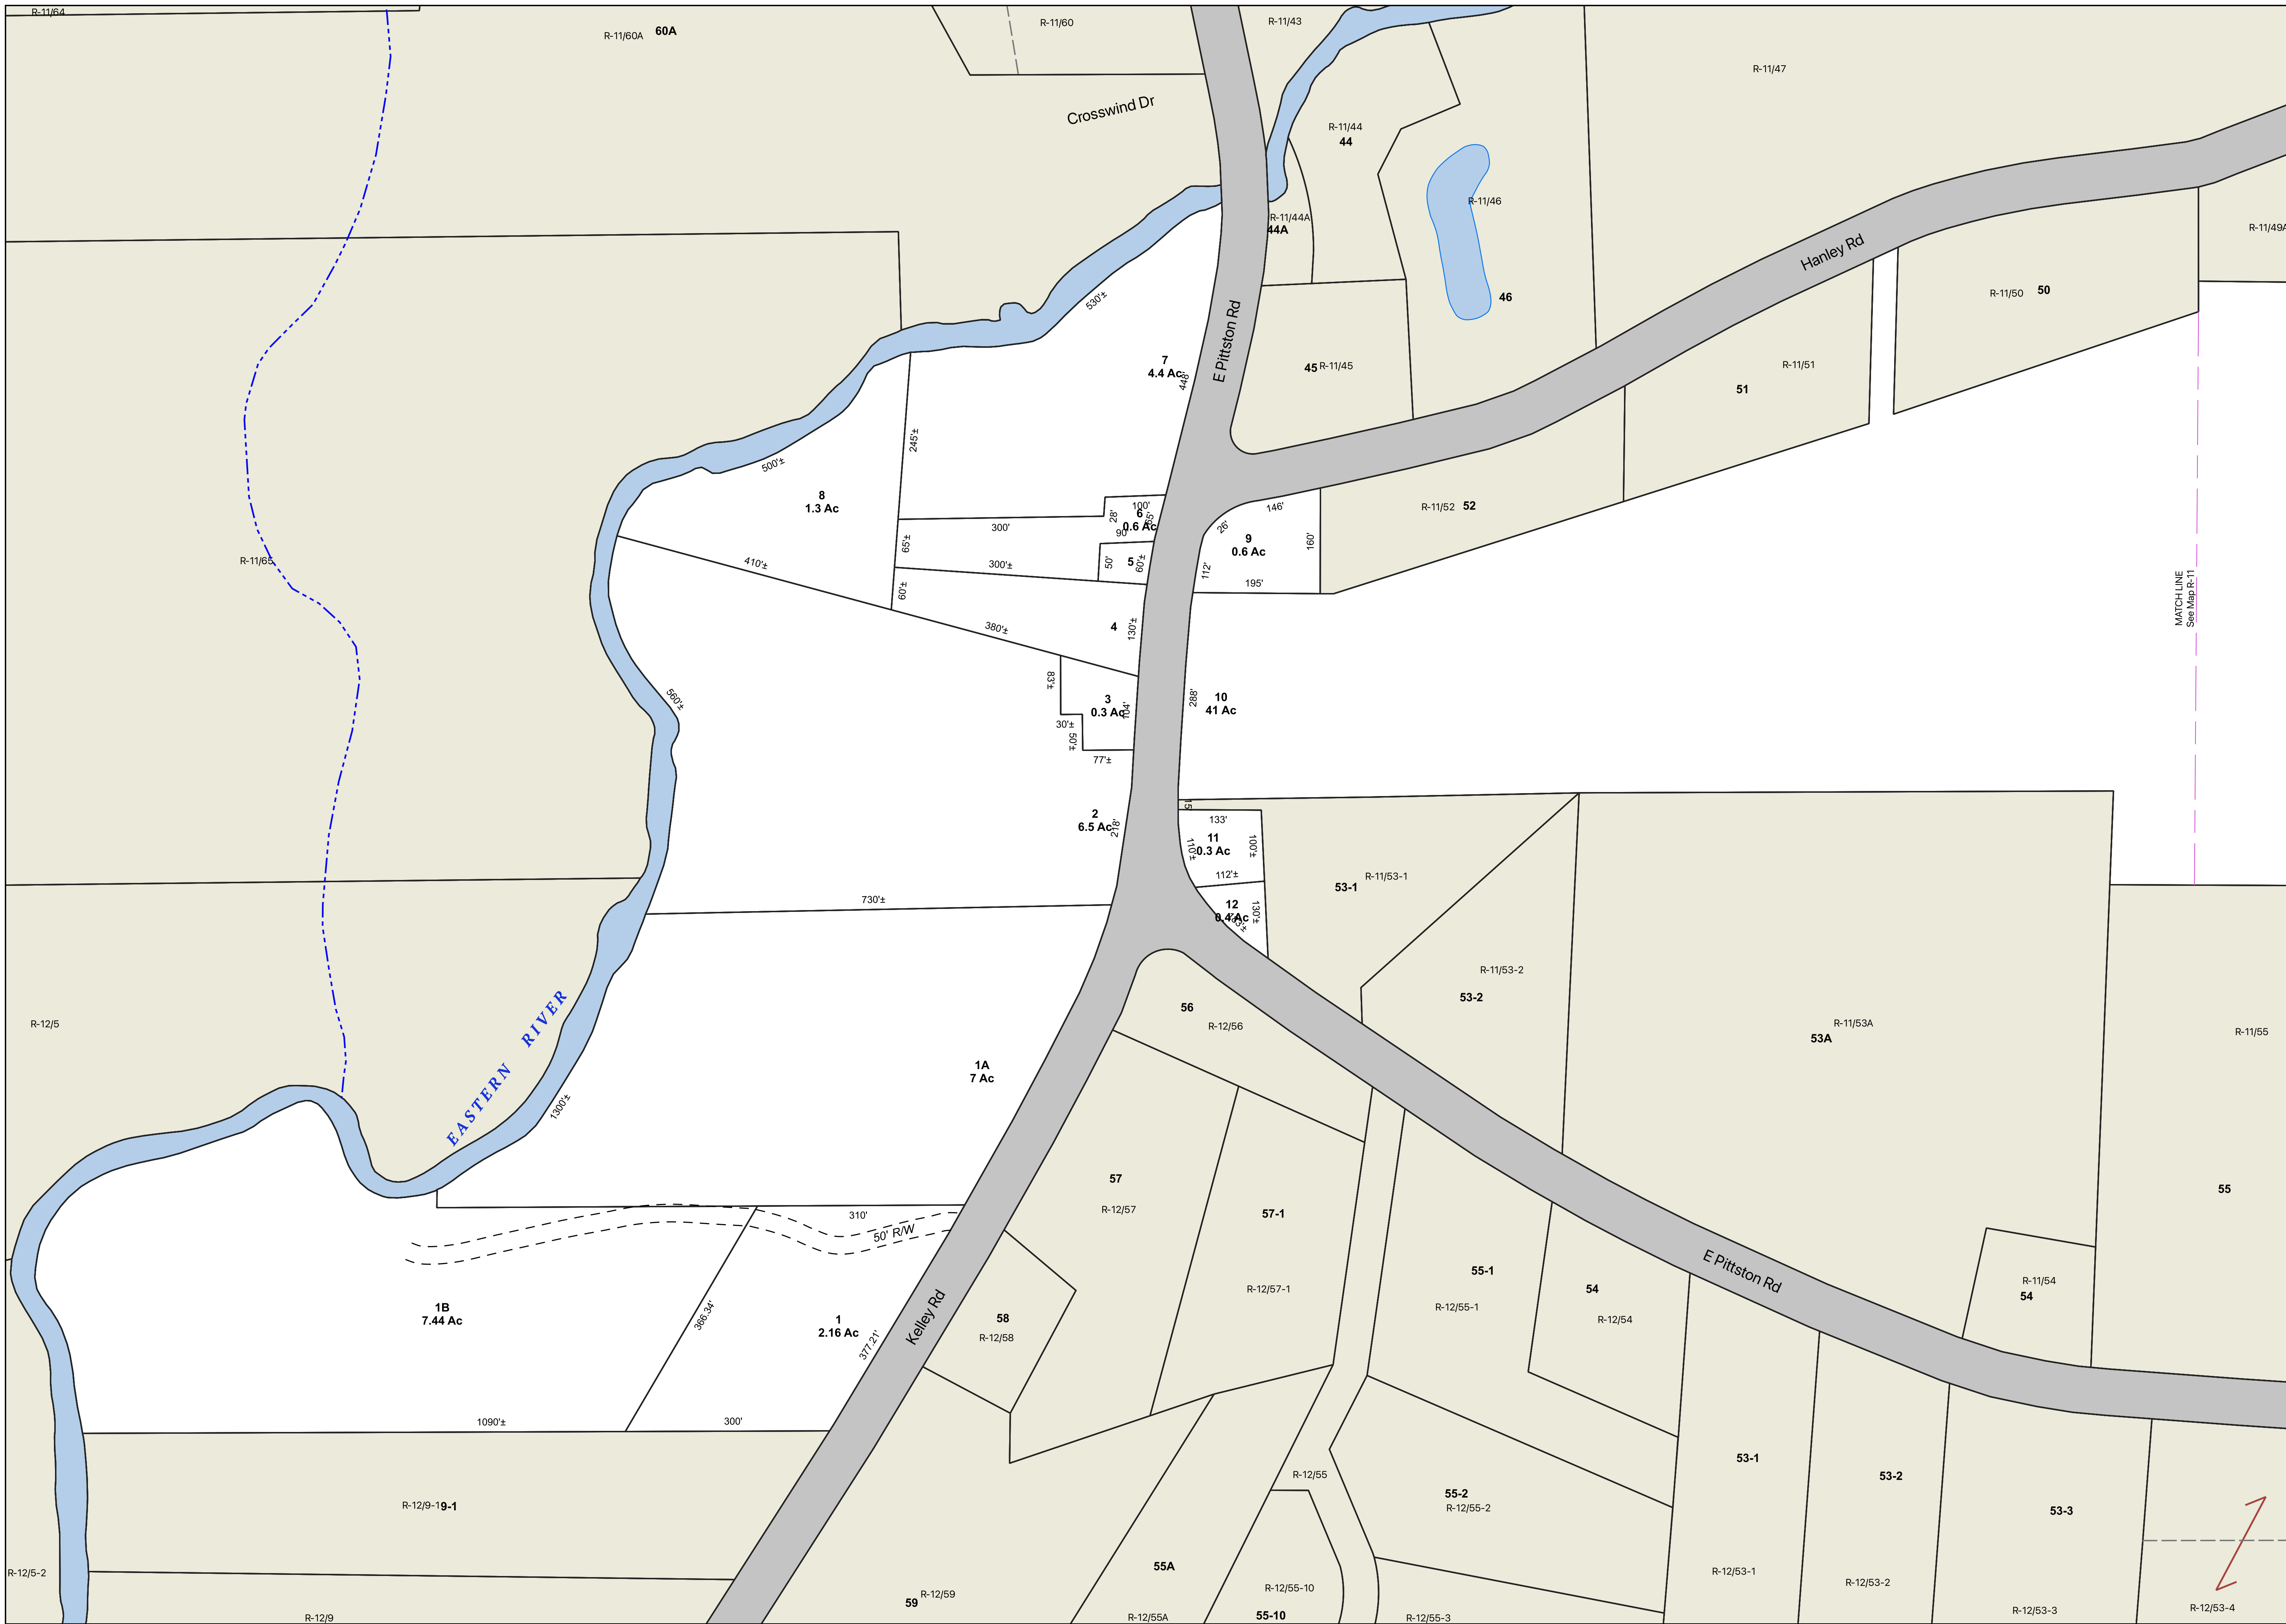 R-11/64
R-11/60A 60A
R-11/60
R-11/43
R-11/47
Crosswind Dr
R-11/44
44
R-11/46
46
R-11/44A
44A
R-11/49A
Hanley Rd
R-11/50 50
530'±
E Pittston Rd
7
4.4 Ac
448'
45 R-11/45
R-11/51
51
245'±
500'±
8
1.3 Ac
100'
28'
6
0.6 Ac
65'
90'
300'
65'±
146'
26'
9
0.6 Ac
160'
R-11/52 52
R-11/65
410'±
300'±
50'
5
60'±
112'
195'
60'±
MATCH LINE
See Map R-11
380'±
4
130'±
560'±
83'±
3
0.3 Ac
104'
30'±
50'±
77'±
288'
10
41 Ac
2
6.5 Ac
218'
15'
133'
11
0.3 Ac
110'±
100'±
112'±
12
0.4 Ac
130'±
730'±
53-1
R-11/53-1
R-11/53-2
53-2
R-11/53A
53A
R-11/55
55
R-12/5
EASTERN RIVER
1300'±
56
R-12/56
1A
7 Ac
57
R-12/57
57-1
R-12/57-1
310'
50' R/W
E Pittston Rd
55-1
R-12/55-1
54
R-12/54
R-11/54
54
1B
7.44 Ac
366.34'
1
2.16 Ac
377.21'
Kelley Rd
58
R-12/58
1090'±
300'
R-12/9-1 9-1
R-12/55
55-2
R-12/55-2
53-1
53-2
53-3
R-12/5-2
R-12/9
59 R-12/59
55A
R-12/55A
R-12/55-10
55-10
R-12/55-3
R-12/53-1
R-12/53-2
R-12/53-3
R-12/53-4